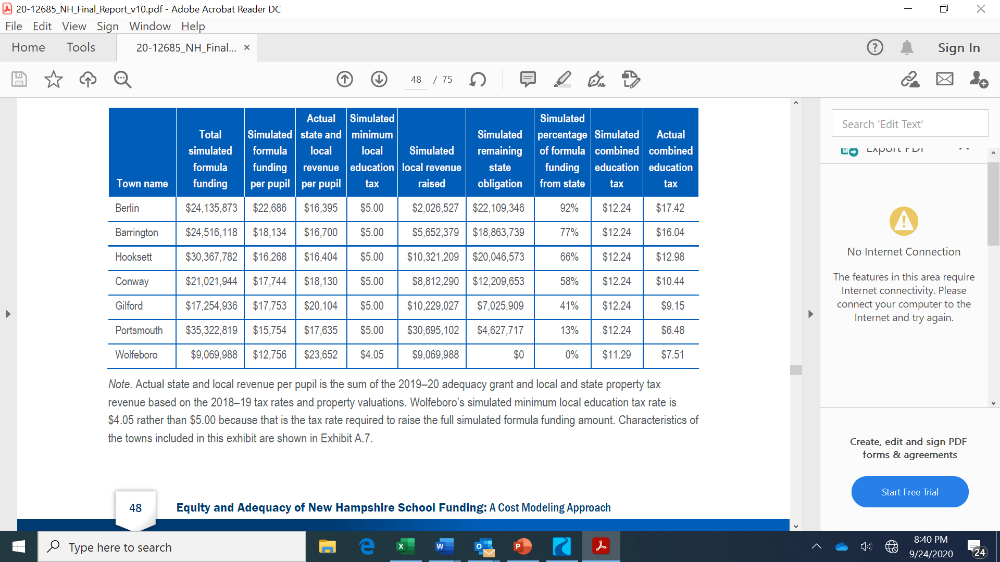 20-12685_NH_Final_Report_v10.pdf - Adobe Acrobat Reader DC
File Edit View Sign Window Help
Home Tools 20-12685_NH_Final... × Sign In
48 / 75
Town name | Total simulated formula funding | Simulated formula funding per pupil | Actual state and local revenue per pupil | Simulated minimum local education tax | Simulated local revenue raised | Simulated remaining state obligation | Simulated percentage of formula funding from state | Simulated combined education tax | Actual combined education tax
Berlin $24,135,873 $22,686 $16,395 $5.00 $2,026,527 $22,109,346 92% $12.24 $17.42
Barrington $24,516,118 $18,134 $16,700 $5.00 $5,652,379 $18,863,739 77% $12.24 $16.04
Hooksett $30,367,782 $16,268 $16,404 $5.00 $10,321,209 $20,046,573 66% $12.24 $12.98
Conway $21,021,944 $17,744 $18,130 $5.00 $8,812,290 $12,209,653 58% $12.24 $10.44
Gilford $17,254,936 $17,753 $20,104 $5.00 $10,229,027 $7,025,909 41% $12.24 $9.15
Portsmouth $35,322,819 $15,754 $17,635 $5.00 $30,695,102 $4,627,717 13% $12.24 $6.48
Wolfeboro $9,069,988 $12,756 $23,652 $4.05 $9,069,988 $0 0% $11.29 $7.51
Note. Actual state and local revenue per pupil is the sum of the 2019–20 adequacy grant and local and state property tax
revenue based on the 2018–19 tax rates and property valuations. Wolfeboro's simulated minimum local education tax rate is
$4.05 rather than $5.00 because that is the tax rate required to raise the full simulated formula funding amount. Characteristics of
the towns included in this exhibit are shown in Exhibit A.7.
48 Equity and Adequacy of New Hampshire School Funding: A Cost Modeling Approach
Search 'Edit Text'
Export PDF
No Internet Connection
The features in this area require
Internet connectivity. Please
connect your computer to the
Internet and try again.
Create, edit and sign PDF
forms & agreements
Start Free Trial
Type here to search
8:40 PM
9/24/2020
24